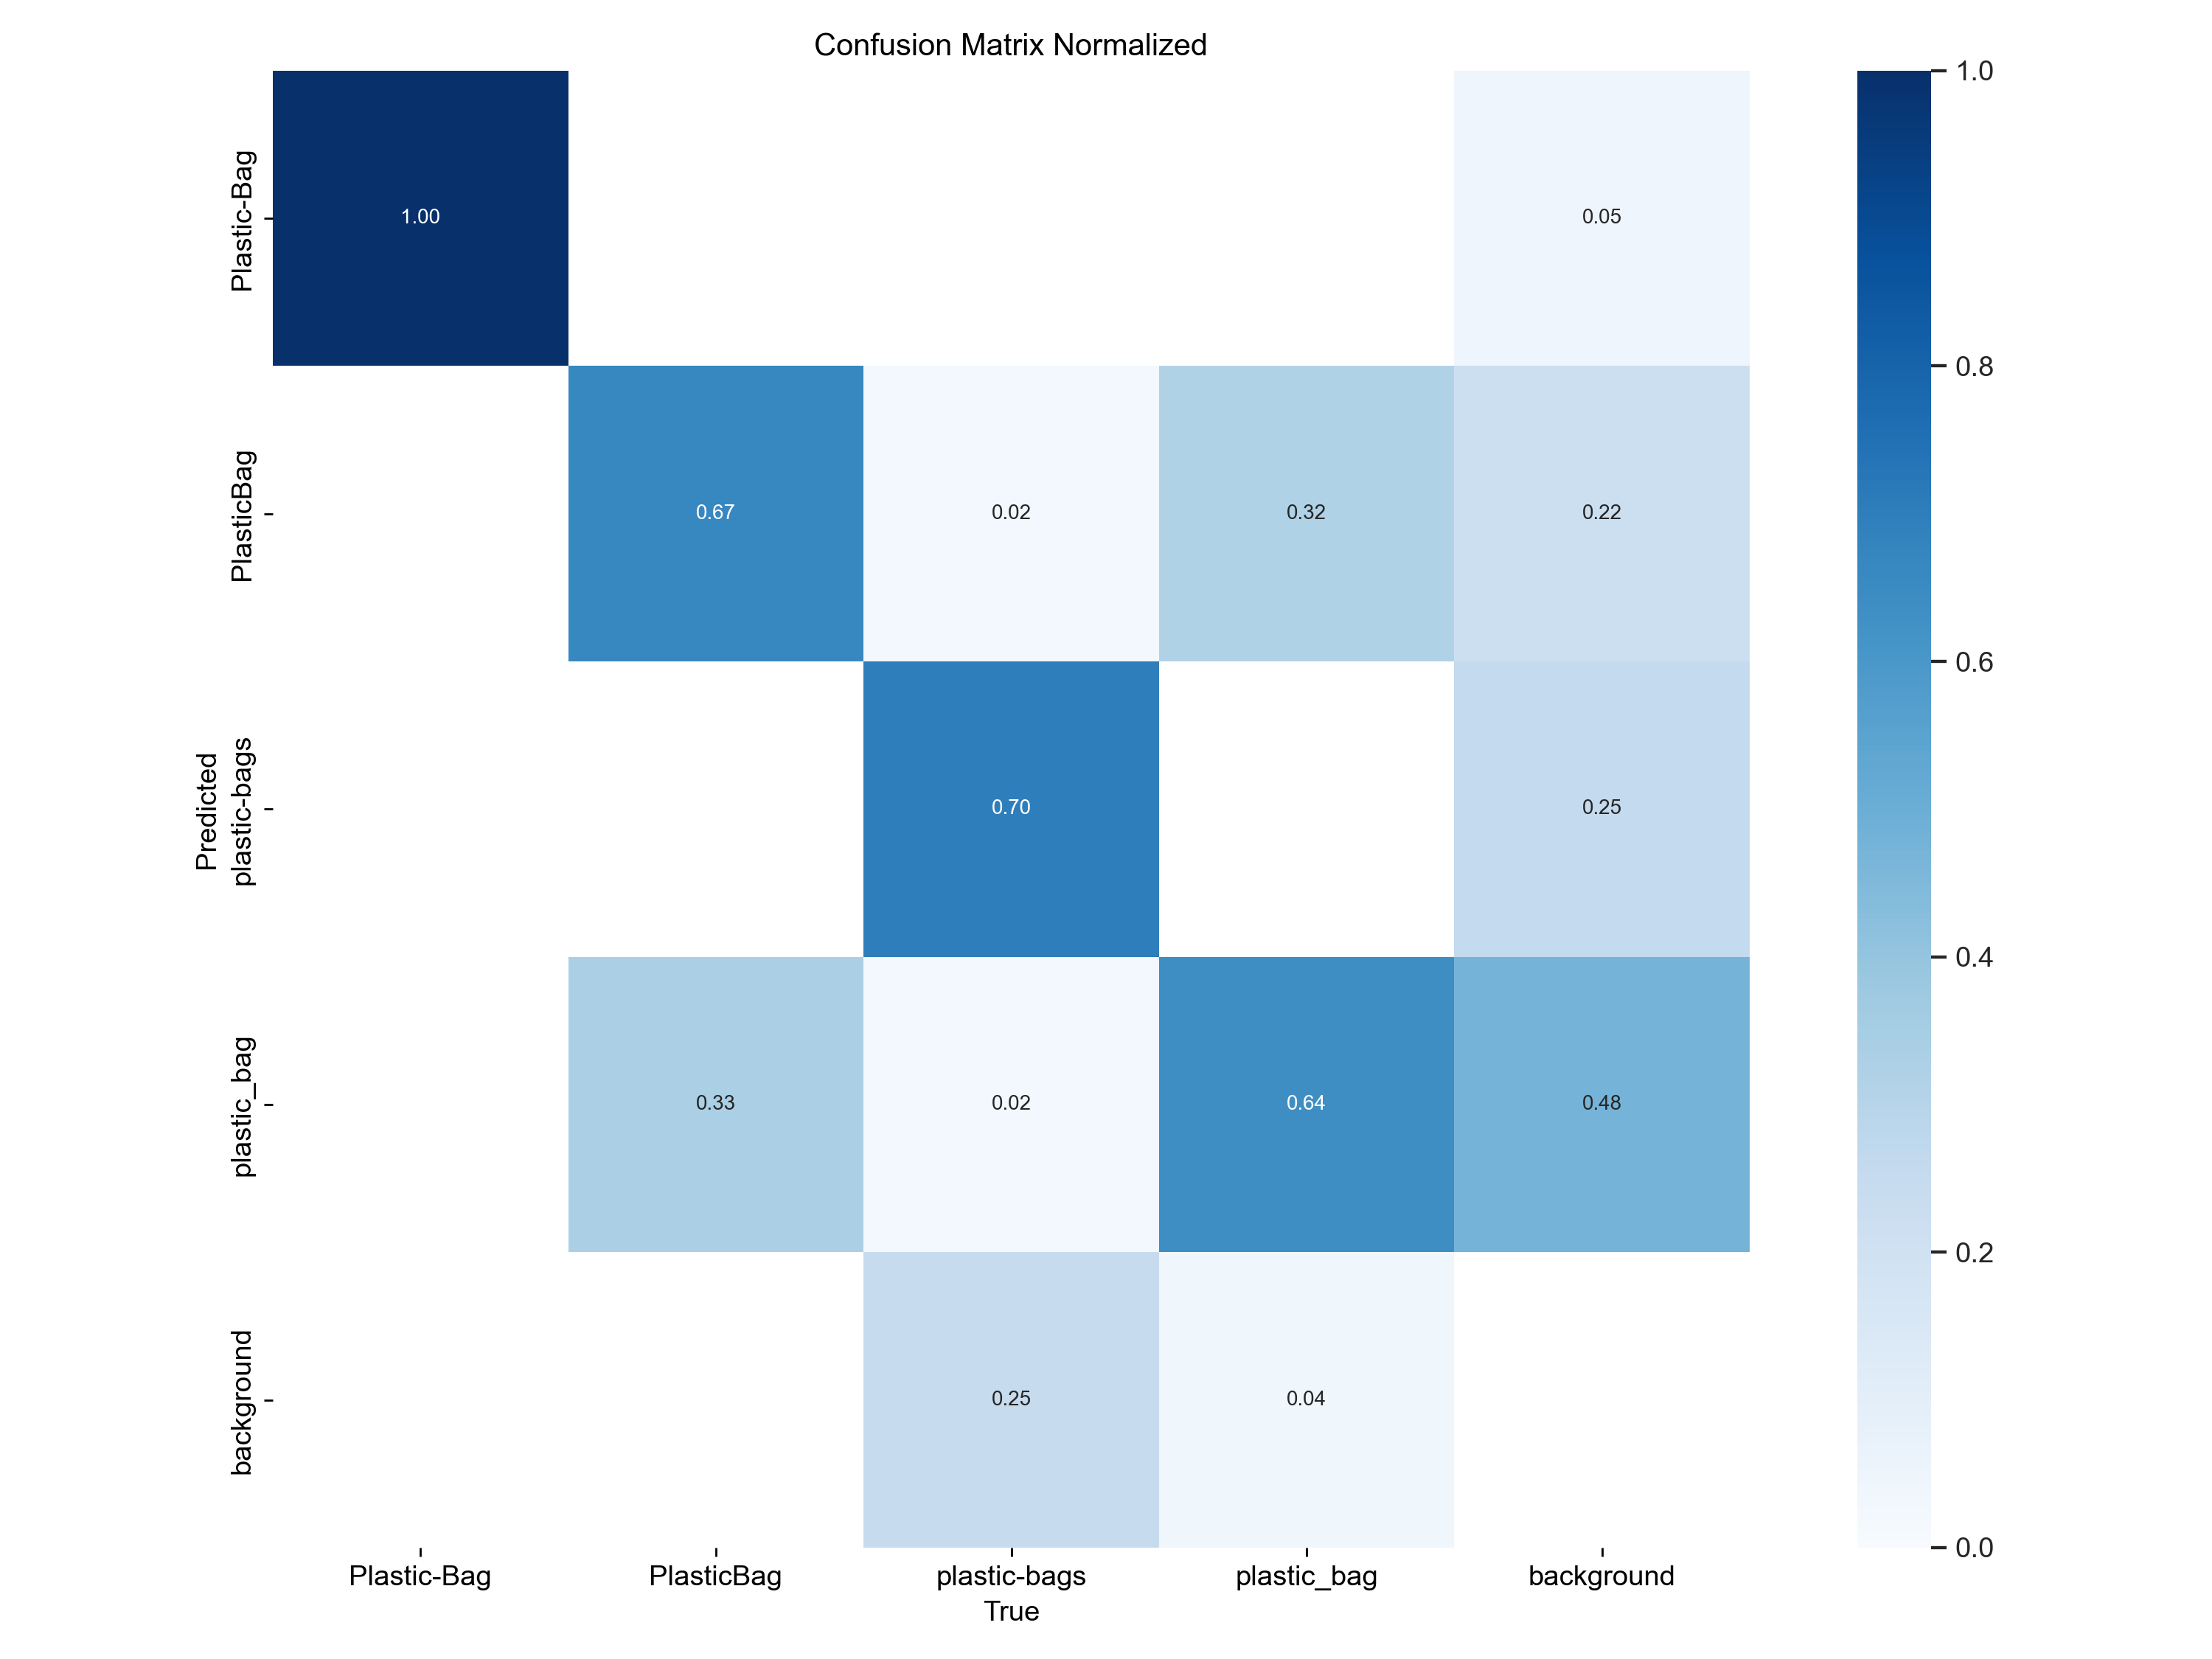 Confusion Matrix Normalized
Plastic-Bag
1.00
0.05
PlasticBag
0.67
0.02
0.32
0.22
Predicted
plastic-bags
0.70
0.25
plastic_bag
0.33
0.02
0.64
0.48
background
0.25
0.04
Plastic-Bag
PlasticBag
plastic-bags
plastic_bag
background
True
1.0
0.8
0.6
0.4
0.2
0.0